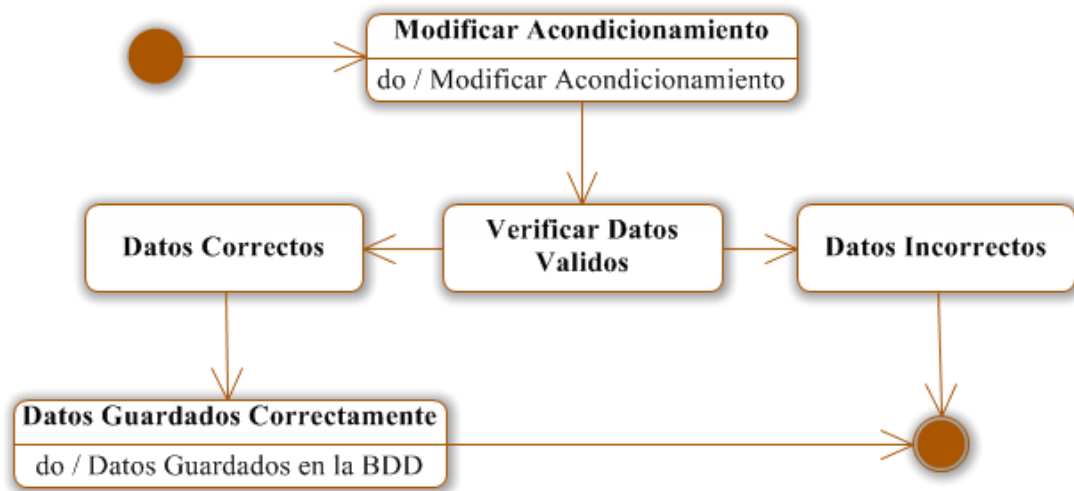 Modificar Acondicionamiento
do / Modificar Acondicionamiento
Datos Correctos
Verificar Datos
Validos
Datos Incorrectos
Datos Guardados Correctamente
do / Datos Guardados en la BDD